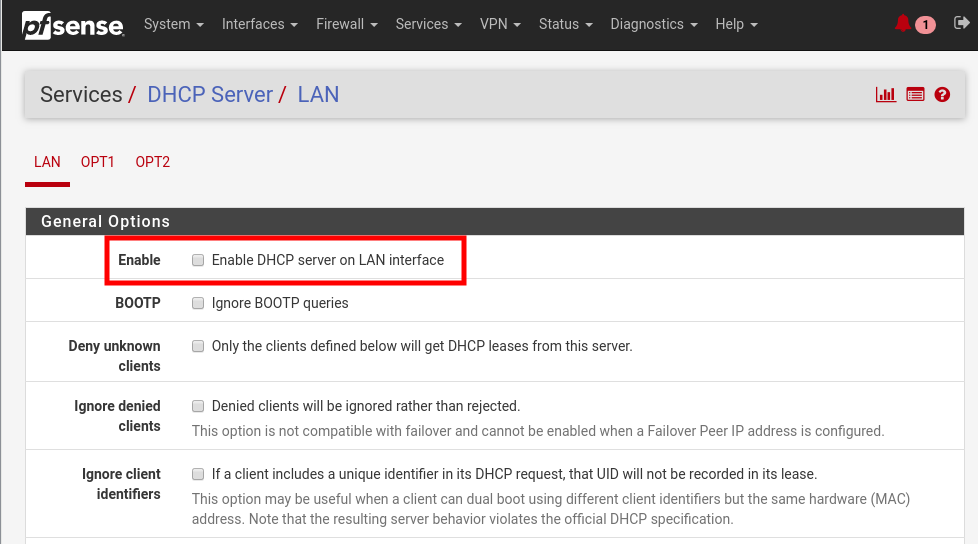 pfsense
System Interfaces Firewall Services VPN Status Diagnostics Help 1
Services / DHCP Server / LAN
LAN OPT1 OPT2
General Options
Enable Enable DHCP server on LAN interface
BOOTP Ignore BOOTP queries
Deny unknown Only the clients defined below will get DHCP leases from this server.
clients
Ignore denied Denied clients will be ignored rather than rejected.
clients This option is not compatible with failover and cannot be enabled when a Failover Peer IP address is configured.
Ignore client If a client includes a unique identifier in its DHCP request, that UID will not be recorded in its lease.
identifiers This option may be useful when a client can dual boot using different client identifiers but the same hardware (MAC)
address. Note that the resulting server behavior violates the official DHCP specification.